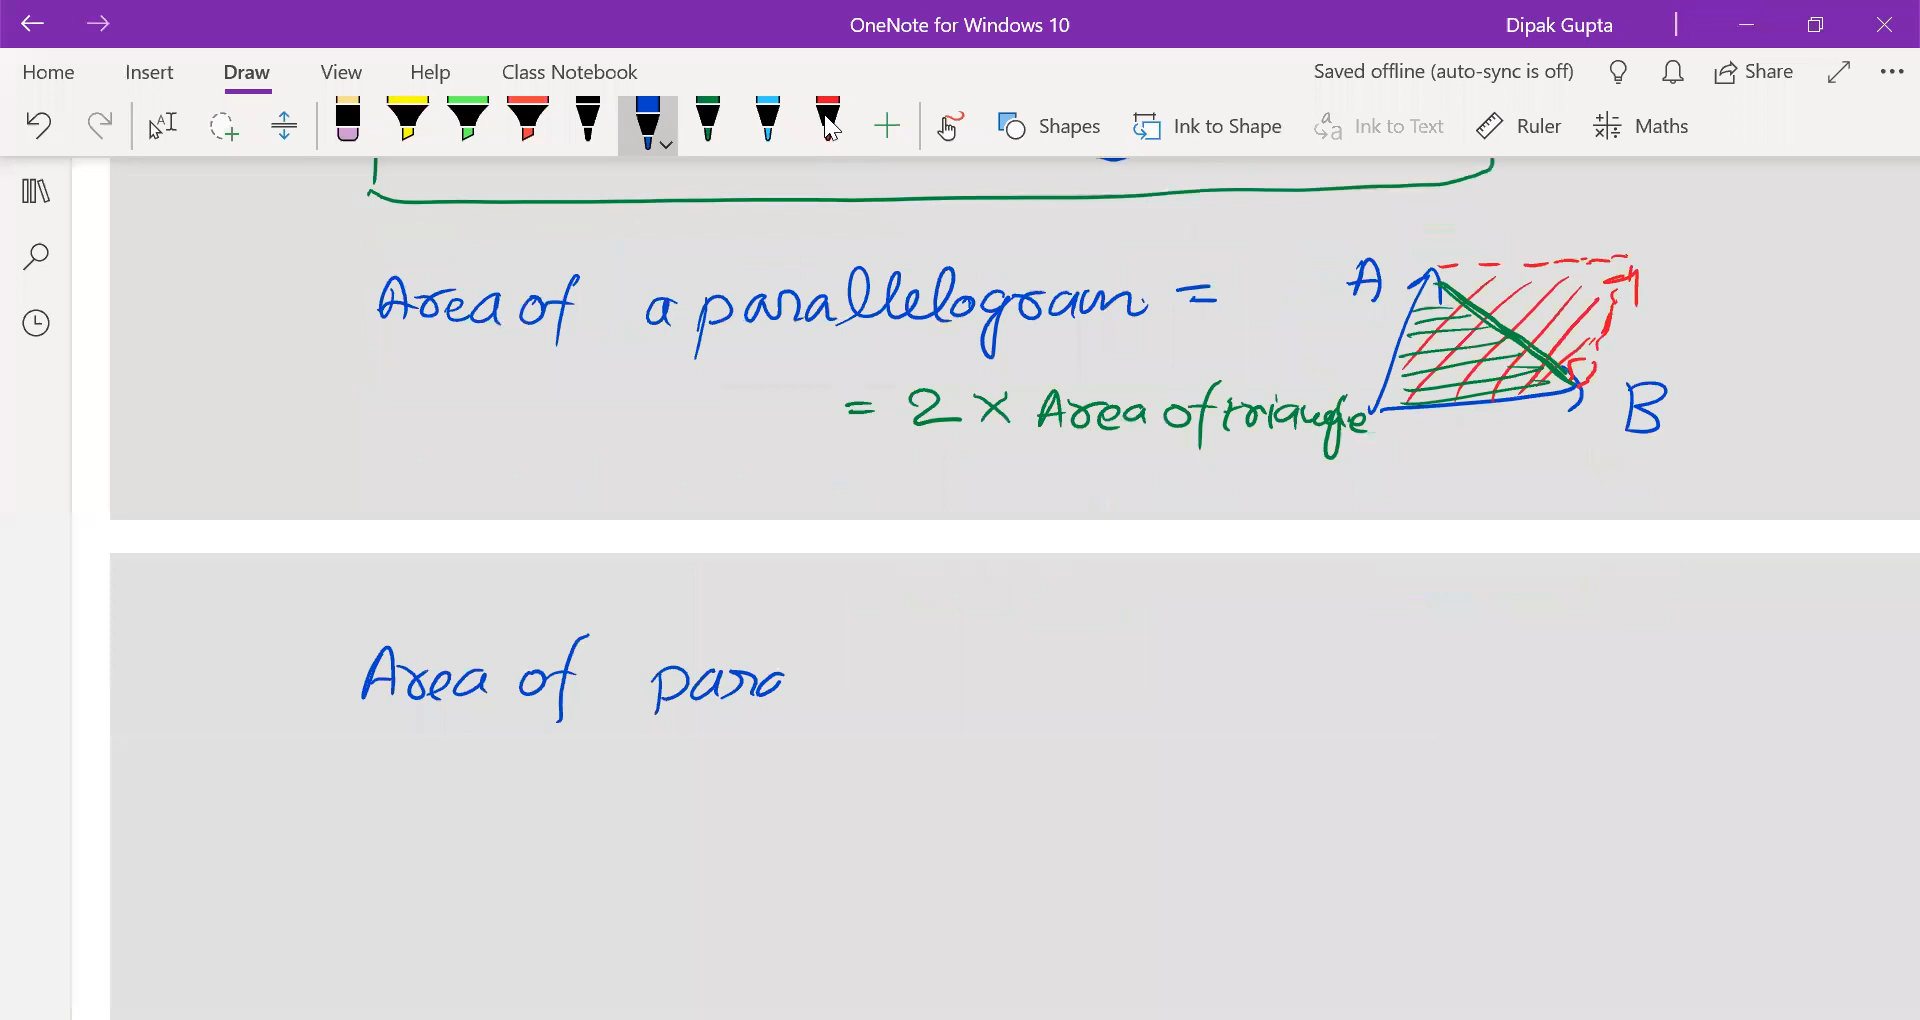 OneNote for Windows 10
Dipak Gupta
Home Insert Draw View Help Class Notebook
Saved offline (auto-sync is off) Share
Shapes Ink to Shape Ink to Text Ruler Maths
Area of a parallelogram =
A
= 2 × Area of triangle
B
Area of para